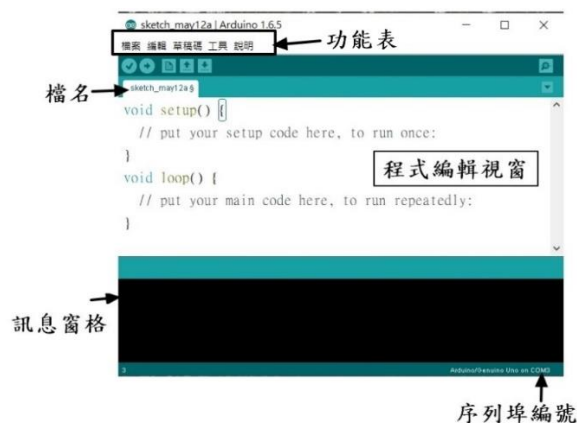 sketch_may12a | Arduino 1.6.5
檔案 編輯 草稿碼 工具 說明
功能表
檔名
sketch_may12a §
void setup() {
// put your setup code here, to run once:
}
程式編輯視窗
void loop() {
// put your main code here, to run repeatedly:
}
訊息窗格
3
Arduino/Genuino Uno on COM3
序列埠編號